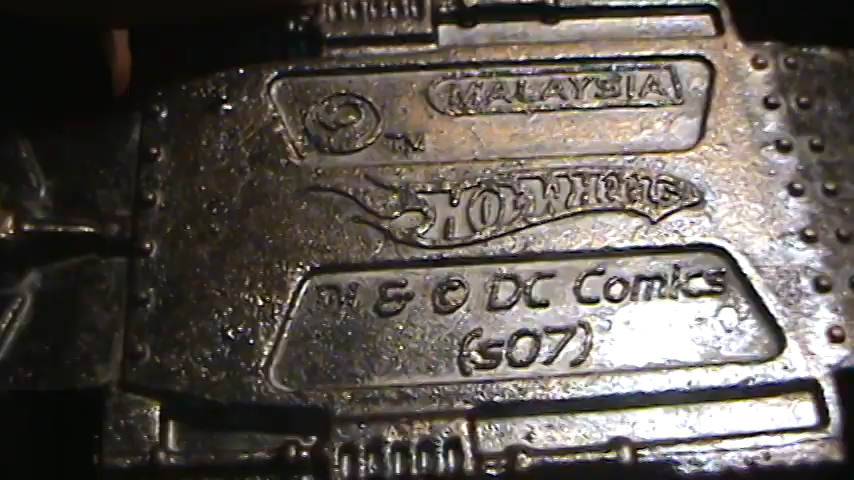 MALAYSIA
TM
HOT WHEELS
TM & © DC Comics
(s07)